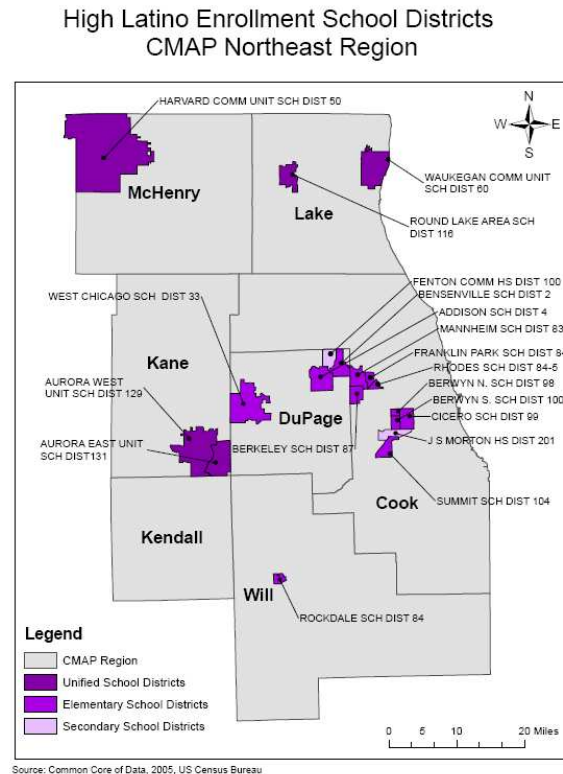 High Latino Enrollment School Districts
CMAP Northeast Region
HARVARD COMM UNIT SCH DIST 50
N
W
E
S
McHenry
Lake
WAUKEGAN COMM UNIT
SCH DIST 60
ROUND LAKE AREA SCH
DIST 116
FENTON COMM HS DIST 100
BENSENVILLE SCH DIST 2
ADDISON SCH DIST 4
MANNHEIM SCH DIST 83
FRANKLIN PARK SCH DIST 84
RHODES SCH DIST 84-5
BERWYN N. SCH DIST 98
BERWYN S. SCH DIST 100
CICERO SCH DIST 99
J S MORTON HS DIST 201
SUMMIT SCH DIST 104
WEST CHICAGO SCH DIST 33
Kane
AURORA WEST
UNIT SCH DIST 129
AURORA EAST UNIT
SCH DIST131
DuPage
BERKELEY SCH DIST 87
Cook
Kendall
Will
ROCKDALE SCH DIST 84
Legend
CMAP Region
Unified School Districts
Elementary School Districts
Secondary School Districts
0 5 10 20 Miles
Source: Common Core of Data, 2005, US Census Bureau